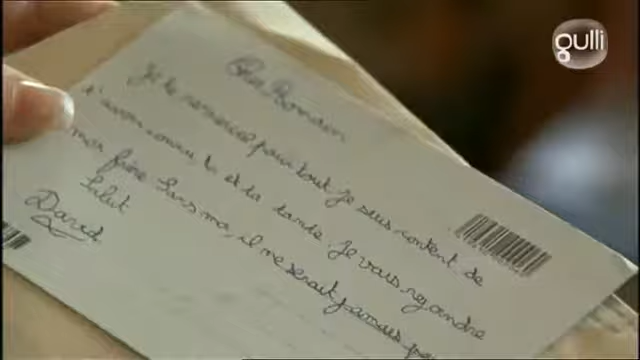 gulli
Cher Romain
Je te remercie pour tout je suis content de
t'avoir connu toi et ta tante. Je vais rejoindre
mon frère Sans moi, il ne serait jamais
Salut
David